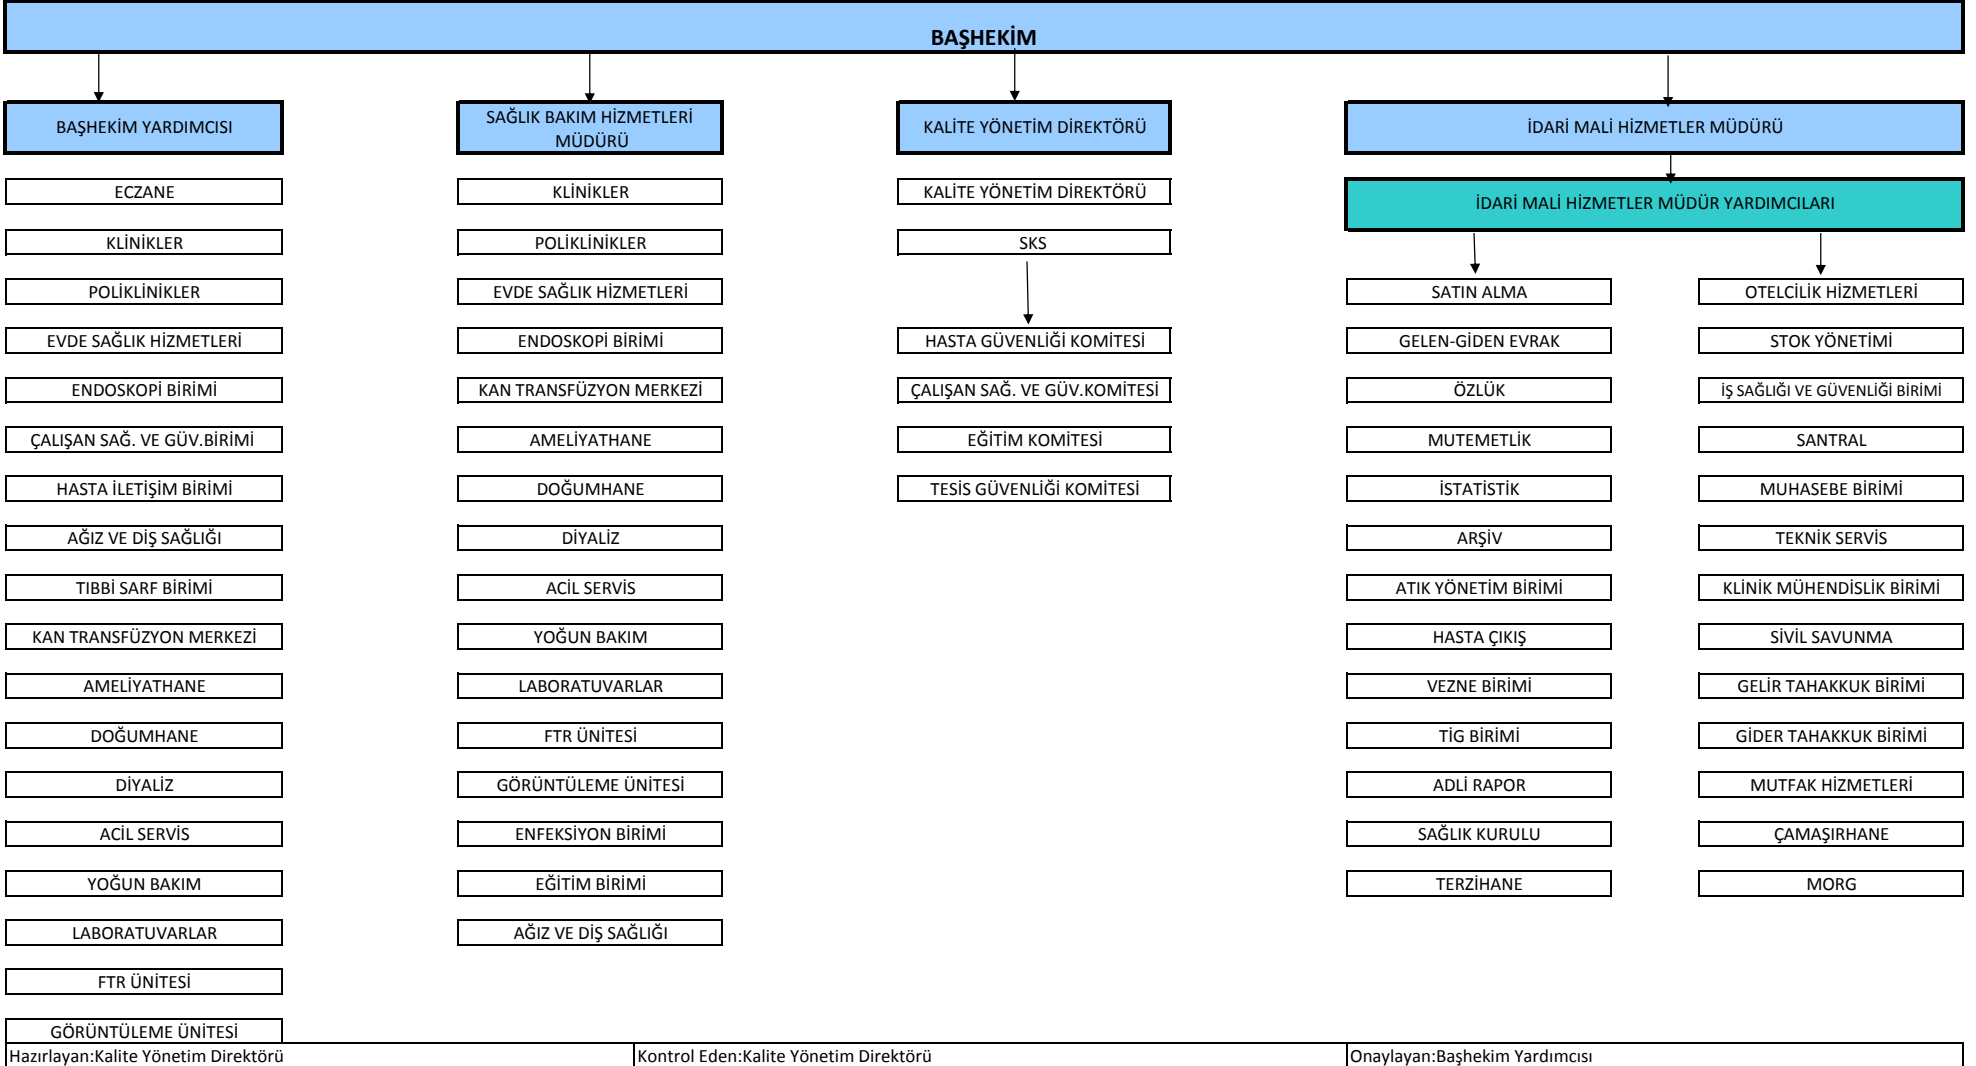 BAŞHEKİM
BAŞHEKİM YARDIMCISI
ECZANE
KLİNİKLER
POLİKLİNİKLER
EVDE SAĞLIK HİZMETLERİ
ENDOSKOPİ BİRİMİ
ÇALIŞAN SAĞ. VE GÜV.BİRİMİ
HASTA İLETİŞİM BİRİMİ
AĞIZ VE DİŞ SAĞLIĞI
TIBBİ SARF BİRİMİ
KAN TRANSFÜZYON MERKEZİ
AMELİYATHANE
DOĞUMHANE
DİYALİZ
ACİL SERVİS
YOĞUN BAKIM
LABORATUVARLAR
FTR ÜNİTESİ
GÖRÜNTÜLEME ÜNİTESİ
SAĞLIK BAKIM HİZMETLERİ
MÜDÜRÜ
KLİNİKLER
POLİKLİNİKLER
EVDE SAĞLIK HİZMETLERİ
ENDOSKOPİ BİRİMİ
KAN TRANSFÜZYON MERKEZİ
AMELİYATHANE
DOĞUMHANE
DİYALİZ
ACİL SERVİS
YOĞUN BAKIM
LABORATUVARLAR
FTR ÜNİTESİ
GÖRÜNTÜLEME ÜNİTESİ
ENFEKSİYON BİRİMİ
EĞİTİM BİRİMİ
AĞIZ VE DİŞ SAĞLIĞI
KALİTE YÖNETİM DİREKTÖRÜ
KALİTE YÖNETİM DİREKTÖRÜ
SKS
HASTA GÜVENLİĞİ KOMİTESİ
ÇALIŞAN SAĞ. VE GÜV.KOMİTESİ
EĞİTİM KOMİTESİ
TESİS GÜVENLİĞİ KOMİTESİ
İDARİ MALİ HİZMETLER MÜDÜRÜ
İDARİ MALİ HİZMETLER MÜDÜR YARDIMCILARI
SATIN ALMA
GELEN-GİDEN EVRAK
ÖZLÜK
MUTEMETLİK
İSTATİSTİK
ARŞİV
ATIK YÖNETİM BİRİMİ
HASTA ÇIKIŞ
VEZNE BİRİMİ
TİG BİRİMİ
ADLİ RAPOR
SAĞLIK KURULU
TERZİHANE
OTELCİLİK HİZMETLERİ
STOK YÖNETİMİ
İŞ SAĞLIĞI VE GÜVENLİĞİ BİRİMİ
SANTRAL
MUHASEBE BİRİMİ
TEKNİK SERVİS
KLİNİK MÜHENDİSLİK BİRİMİ
SİVİL SAVUNMA
GELİR TAHAKKUK BİRİMİ
GİDER TAHAKKUK BİRİMİ
MUTFAK HİZMETLERİ
ÇAMAŞIRHANE
MORG
Hazırlayan:Kalite Yönetim Direktörü
Kontrol Eden:Kalite Yönetim Direktörü
Onaylayan:Başhekim Yardımcısı